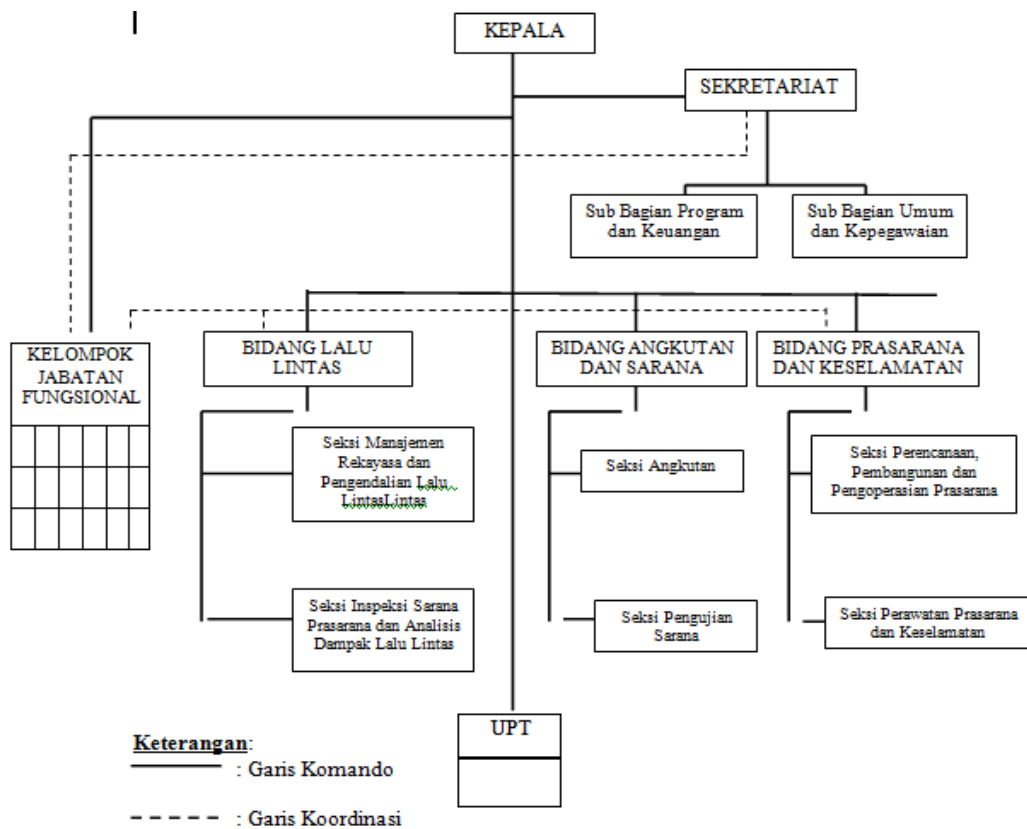 KEPALA
SEKRETARIAT
Sub Bagian Program
dan Keuangan
Sub Bagian Umum
dan Kepegawaian
KELOMPOK
JABATAN
FUNGSIONAL
BIDANG LALU
LINTAS
BIDANG ANGKUTAN
DAN SARANA
BIDANG PRASARANA
DAN KESELAMATAN
Seksi Manajemen
Rekayasa dan
Pengendalian Lalu
LintasLintas
Seksi Angkutan
Seksi Perencanaan,
Pembangunan dan
Pengoperasian Prasarana
Seksi Inspeksi Sarana
Prasarana dan Analisis
Dampak Lalu Lintas
Seksi Pengujian
Sarana
Seksi Perawatan Prasarana
dan Keselamatan
UPT
Keterangan:
: Garis Komando
: Garis Koordinasi